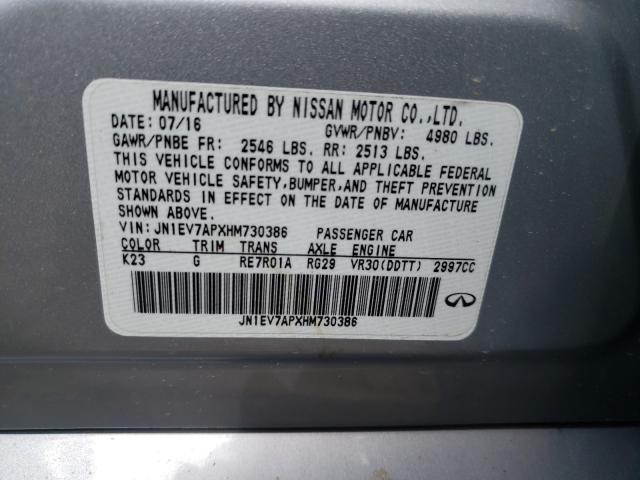 MANUFACTURED BY NISSAN MOTOR CO.,LTD.
DATE: 07/16 GVWR/PNBV: 4980 LBS.
GAWR/PNBE FR: 2546 LBS. RR: 2513 LBS.
THIS VEHICLE CONFORMS TO ALL APPLICABLE FEDERAL
MOTOR VEHICLE SAFETY,BUMPER,AND THEFT PREVENTION
STANDARDS IN EFFECT ON THE DATE OF MANUFACTURE
SHOWN ABOVE.
VIN: JN1EV7APXHM730386 PASSENGER CAR
COLOR TRIM TRANS AXLE ENGINE
K23 G RE7R01A RG29 VR30(DDTT) 2997CC
JN1EV7APXHM730386